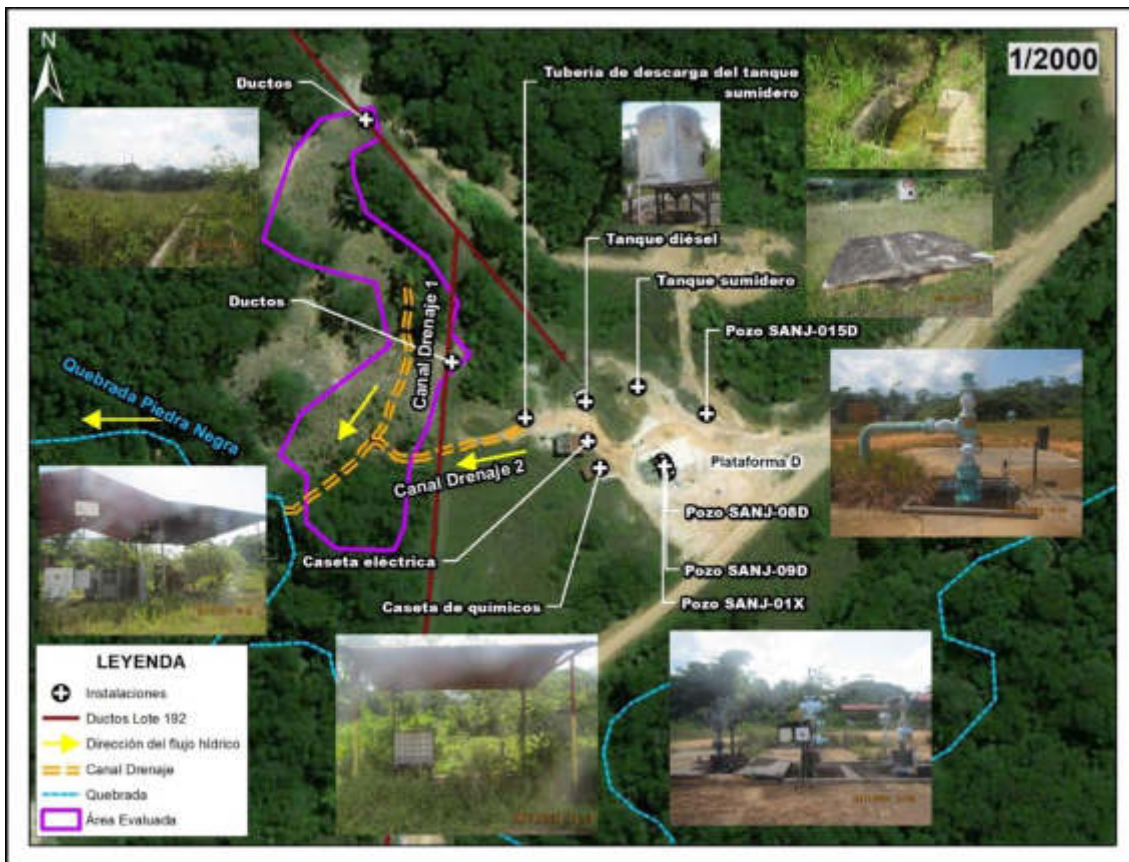 N
1/2000
Ductos
Tubería de descarga del tanque
sumidero
Tanque diésel
Tanque sumidero
Ductos
Canal Drenaje 1
Pozo SANJ-015D
Quebrada Piedra Negra
Canal Drenaje 2
Plataforma D
Pozo SANJ-08D
Caseta eléctrica
Pozo SANJ-09D
Caseta de químicos
Pozo SANJ-01X
LEYENDA
Instalaciones
Ductos Lote 192
Dirección del flujo hídrico
Canal Drenaje
Quebrada
Área Evaluada